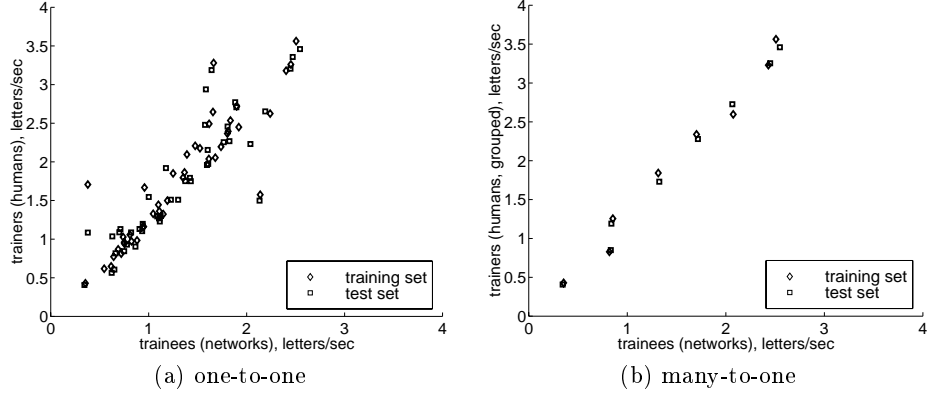 4
3.5
3
2.5
2
1.5
1
0.5
0
trainers (humans), letters/sec
0 1 2 3 4
trainees (networks), letters/sec
training set
test set
(a) one-to-one
4
3.5
3
2.5
2
1.5
1
0.5
0
trainers (humans, grouped), letters/sec
0 1 2 3 4
trainees (networks), letters/sec
training set
test set
(b) many-to-one